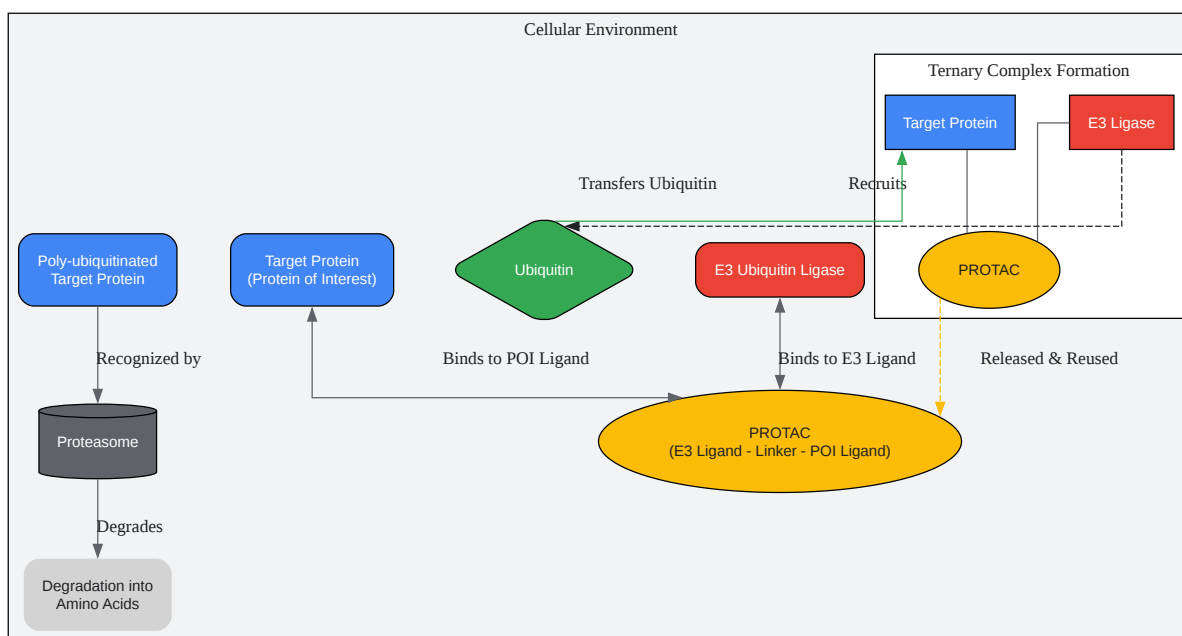 Cellular Environment
Ternary Complex Formation
Target Protein
E3 Ligase
Transfers Ubiquitin
Recruits
Poly-ubiquitinated
Target Protein
Target Protein
(Protein of Interest)
Ubiquitin
E3 Ubiquitin Ligase
PROTAC
Recognized by
Binds to POI Ligand
Binds to E3 Ligand
Released & Reused
Proteasome
PROTAC
(E3 Ligand - Linker - POI Ligand)
Degrades
Degradation into
Amino Acids